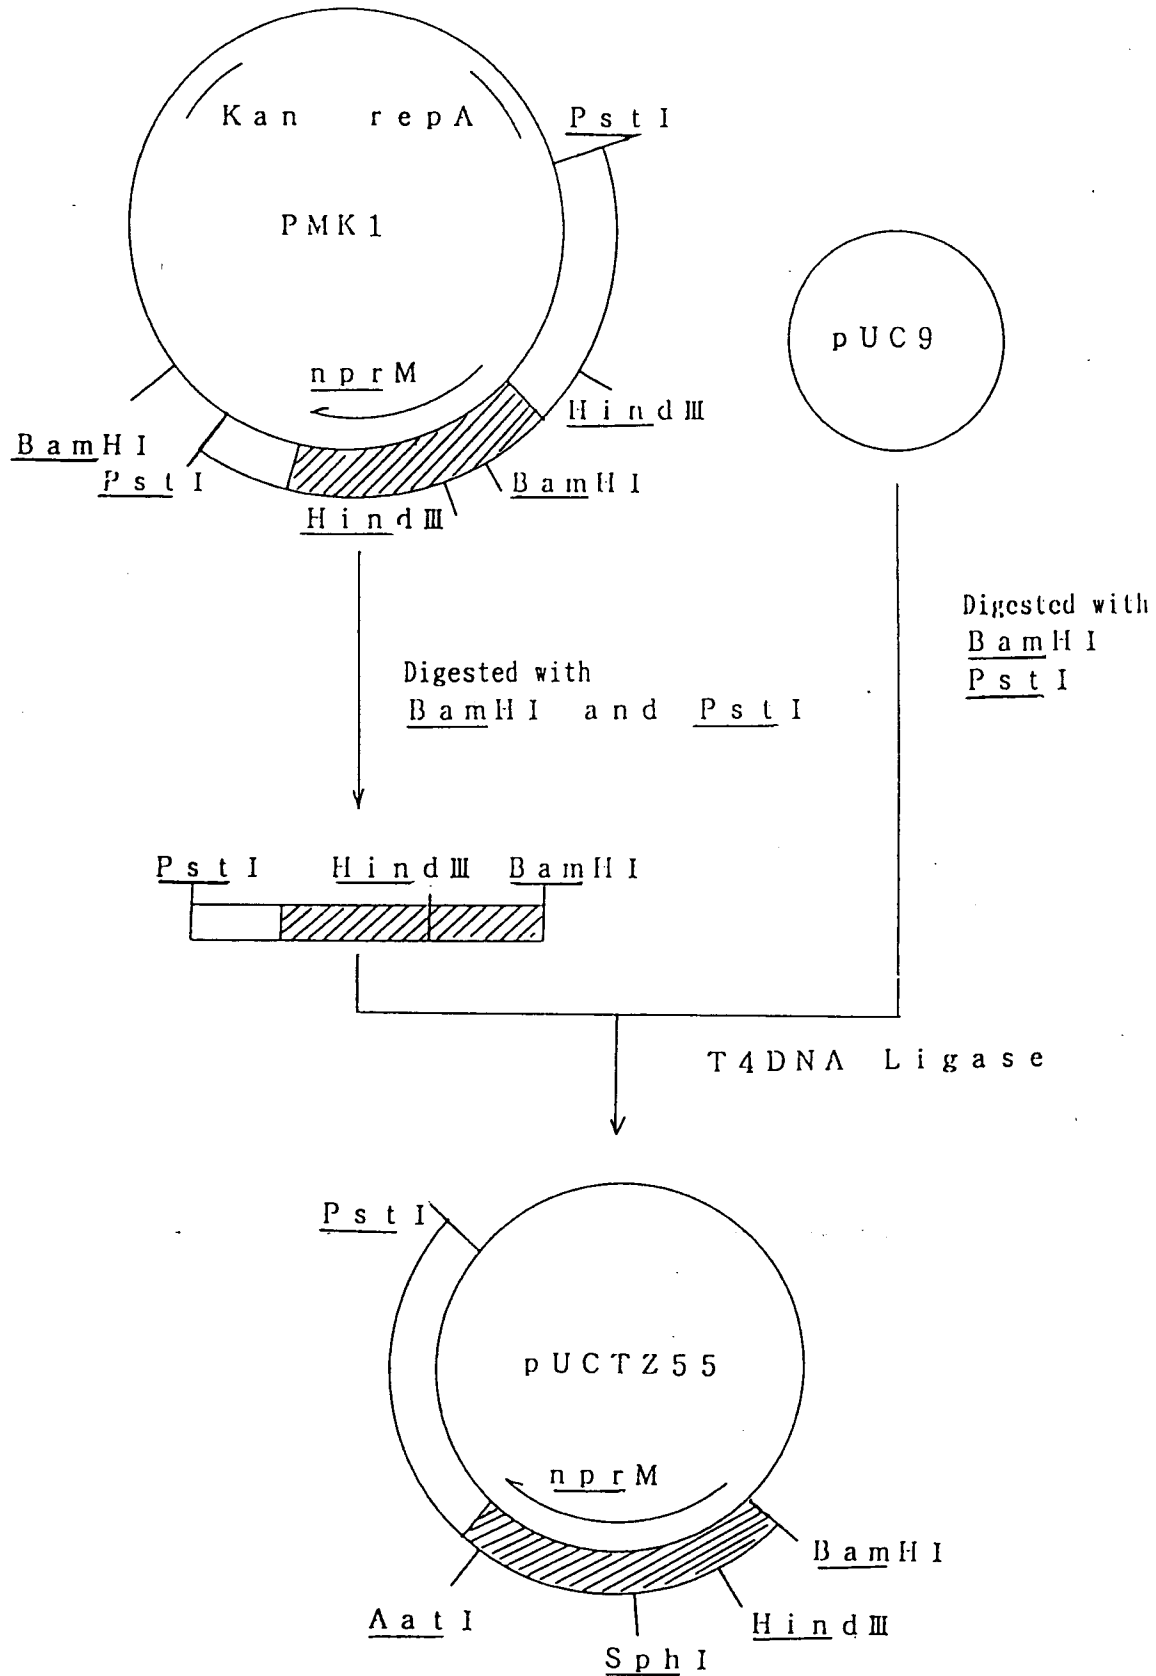 Kan repA
PstI
PMK1
pUC9
nprM
HindⅢ
BamHI
PstI
BamHI
HindⅢ
Digested with
BamHI
PstI
Digested with
BamHI and PstI
PstI HindⅢ BamHI
T4DNA Ligase
PstI
pUCTZ55
nprM
BamHI
AatI
HindⅢ
SphI